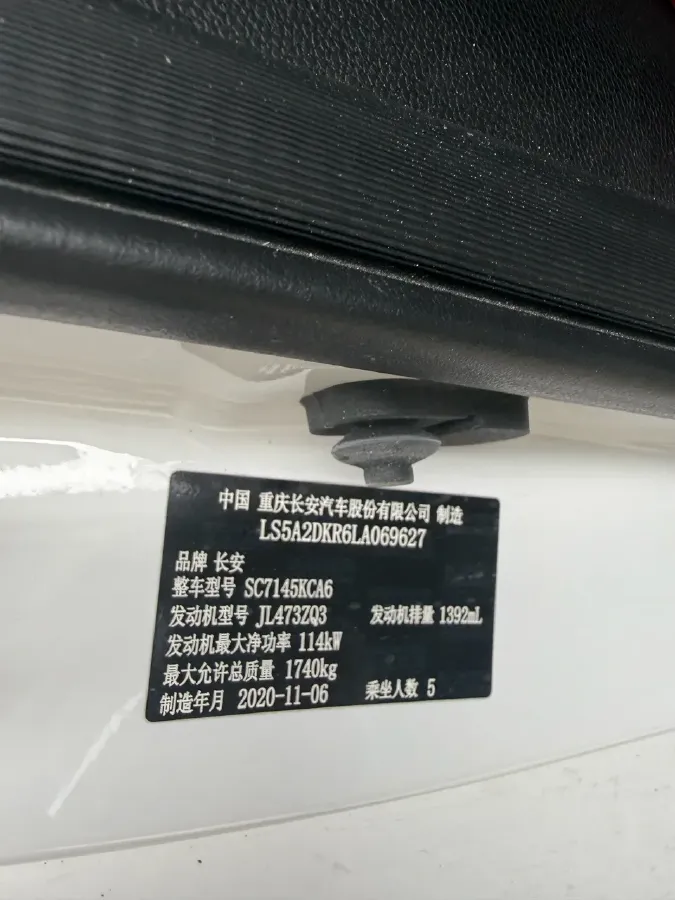 中国 重庆长安汽车股份有限公司 制造
LS5A2DKR6LA069627
品牌 长安
整车型号 SC7145KCA6
发动机型号 JL473ZQ3 发动机排量 1392mL
发动机最大净功率 114kW
最大允许总质量 1740kg
制造年月 2020-11-06 乘坐人数 5